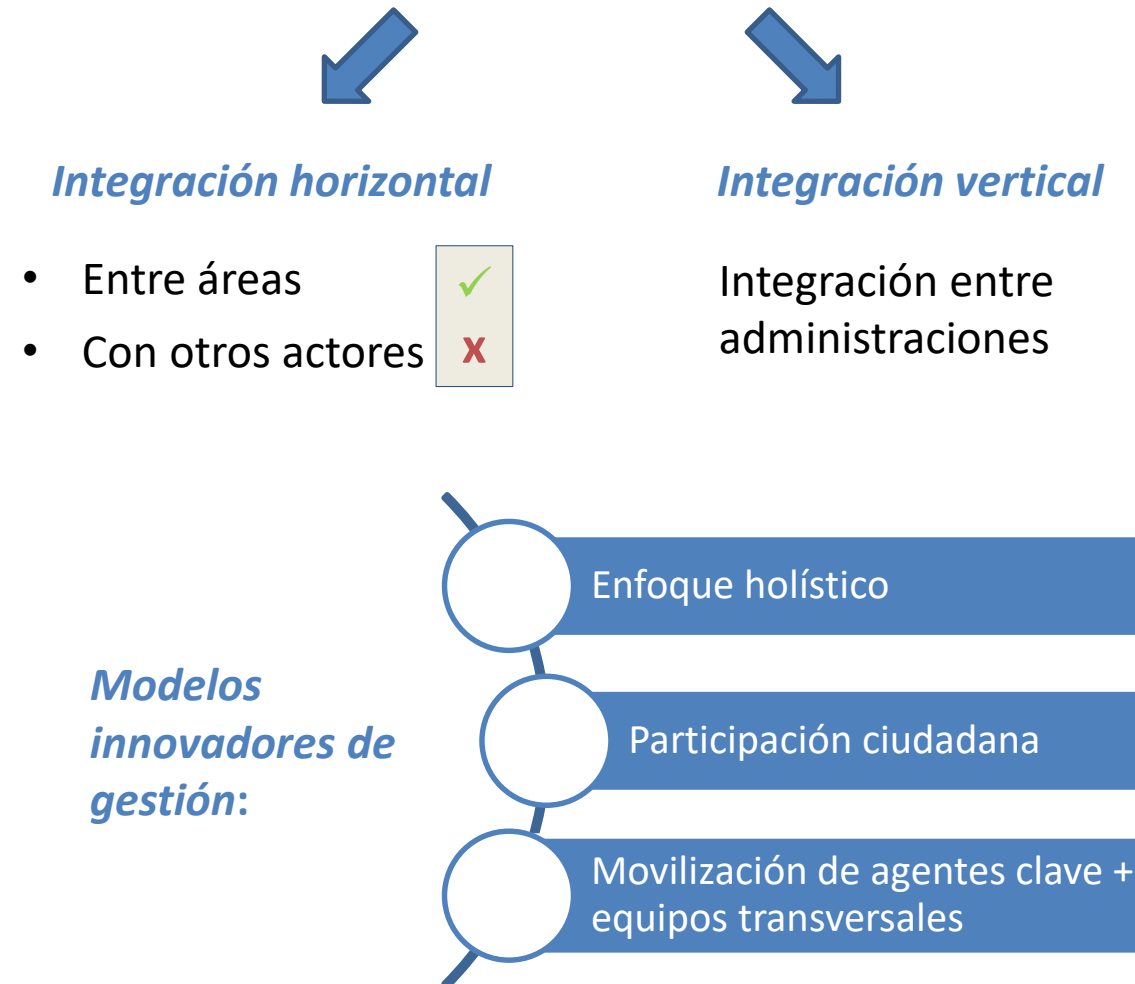 Integración horizontal
• Entre áreas ✓
• Con otros actores X
Integración vertical
Integración entre
administraciones
Modelos
innovadores de
gestión:
Enfoque holístico
Participación ciudadana
Movilización de agentes clave +
equipos transversales